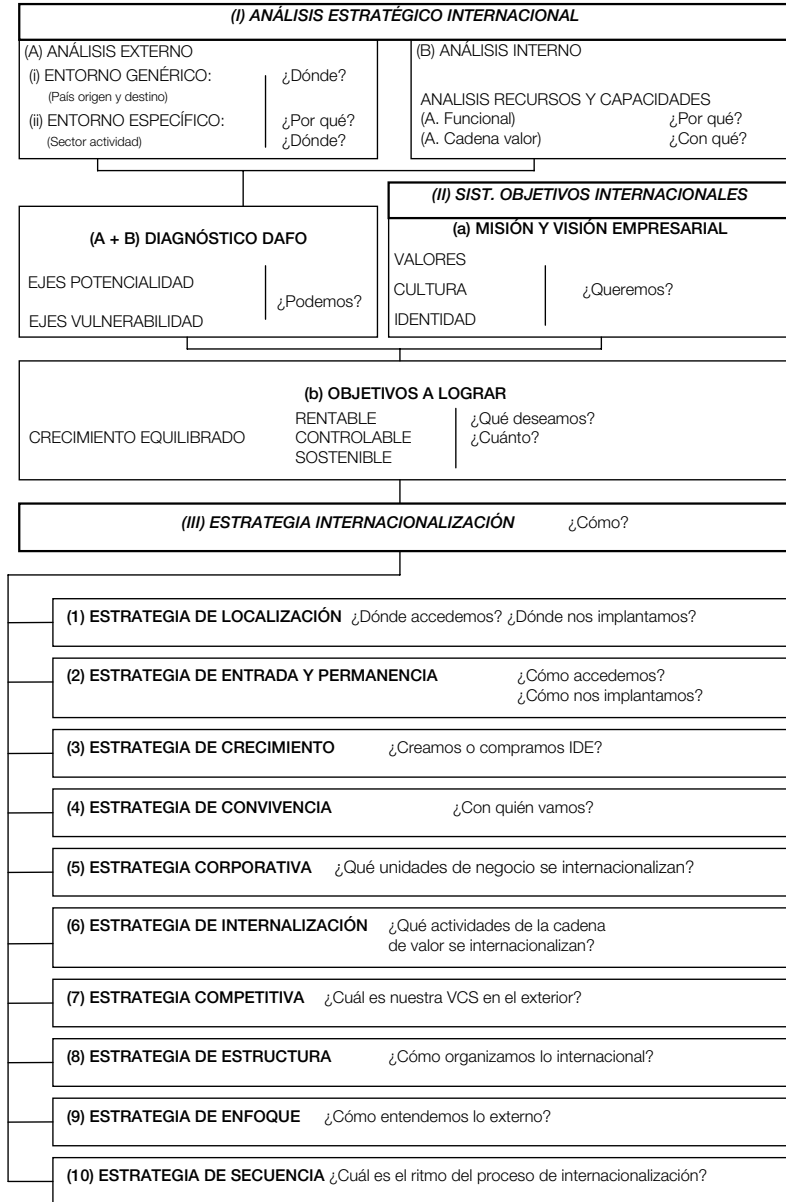 (I) ANÁLISIS ESTRATÉGICO INTERNACIONAL
(A) ANÁLISIS EXTERNO
(i) ENTORNO GENÉRICO: ¿Dónde?
(País origen y destino)
(ii) ENTORNO ESPECÍFICO: ¿Por qué?
(Sector actividad) ¿Dónde?
(B) ANÁLISIS INTERNO
ANALISIS RECURSOS Y CAPACIDADES
(A. Funcional) ¿Por qué?
(A. Cadena valor) ¿Con qué?
(A + B) DIAGNÓSTICO DAFO
EJES POTENCIALIDAD
¿Podemos?
EJES VULNERABILIDAD
(II) SIST. OBJETIVOS INTERNACIONALES
(a) MISIÓN Y VISIÓN EMPRESARIAL
VALORES
CULTURA ¿Queremos?
IDENTIDAD
(b) OBJETIVOS A LOGRAR
RENTABLE ¿Qué deseamos?
CRECIMIENTO EQUILIBRADO CONTROLABLE ¿Cuánto?
SOSTENIBLE
(III) ESTRATEGIA INTERNACIONALIZACIÓN ¿Cómo?
(1) ESTRATEGIA DE LOCALIZACIÓN ¿Dónde accedemos? ¿Dónde nos implantamos?
(2) ESTRATEGIA DE ENTRADA Y PERMANENCIA ¿Cómo accedemos?
¿Cómo nos implantamos?
(3) ESTRATEGIA DE CRECIMIENTO ¿Creamos o compramos IDE?
(4) ESTRATEGIA DE CONVIVENCIA ¿Con quién vamos?
(5) ESTRATEGIA CORPORATIVA ¿Qué unidades de negocio se internacionalizan?
(6) ESTRATEGIA DE INTERNALIZACIÓN ¿Qué actividades de la cadena
de valor se internacionalizan?
(7) ESTRATEGIA COMPETITIVA ¿Cuál es nuestra VCS en el exterior?
(8) ESTRATEGIA DE ESTRUCTURA ¿Cómo organizamos lo internacional?
(9) ESTRATEGIA DE ENFOQUE ¿Cómo entendemos lo externo?
(10) ESTRATEGIA DE SECUENCIA ¿Cuál es el ritmo del proceso de internacionalización?